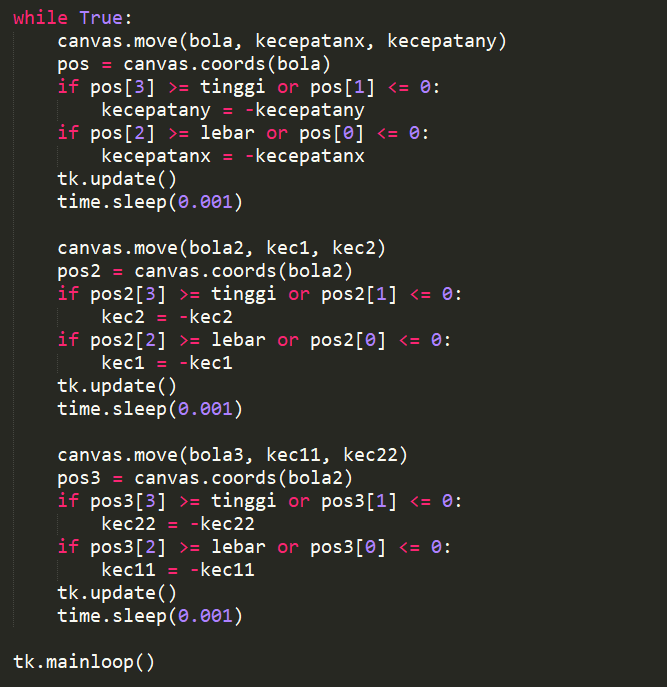 while True:
    canvas.move(bola, kecepatanx, kecepatany)
    pos = canvas.coords(bola)
    if pos[3] >= tinggi or pos[1] <= 0:
        kecepatany = -kecepatany
    if pos[2] >= lebar or pos[0] <= 0:
        kecepatanx = -kecepatanx
    tk.update()
    time.sleep(0.001)

    canvas.move(bola2, kec1, kec2)
    pos2 = canvas.coords(bola2)
    if pos2[3] >= tinggi or pos2[1] <= 0:
        kec2 = -kec2
    if pos2[2] >= lebar or pos2[0] <= 0:
        kec1 = -kec1
    tk.update()
    time.sleep(0.001)

    canvas.move(bola3, kec11, kec22)
    pos3 = canvas.coords(bola2)
    if pos3[3] >= tinggi or pos3[1] <= 0:
        kec22 = -kec22
    if pos3[2] >= lebar or pos3[0] <= 0:
        kec11 = -kec11
    tk.update()
    time.sleep(0.001)

tk.mainloop()